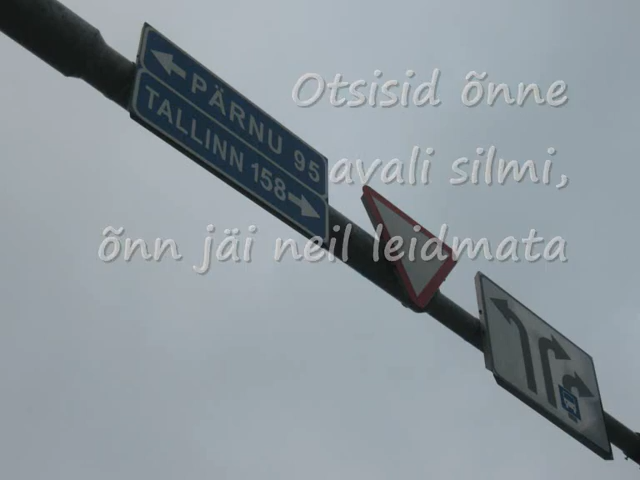 PÄRNU 95
TALLINN 158
Otsisid õnne
avali silmi,
õnn jäi neil leidmata